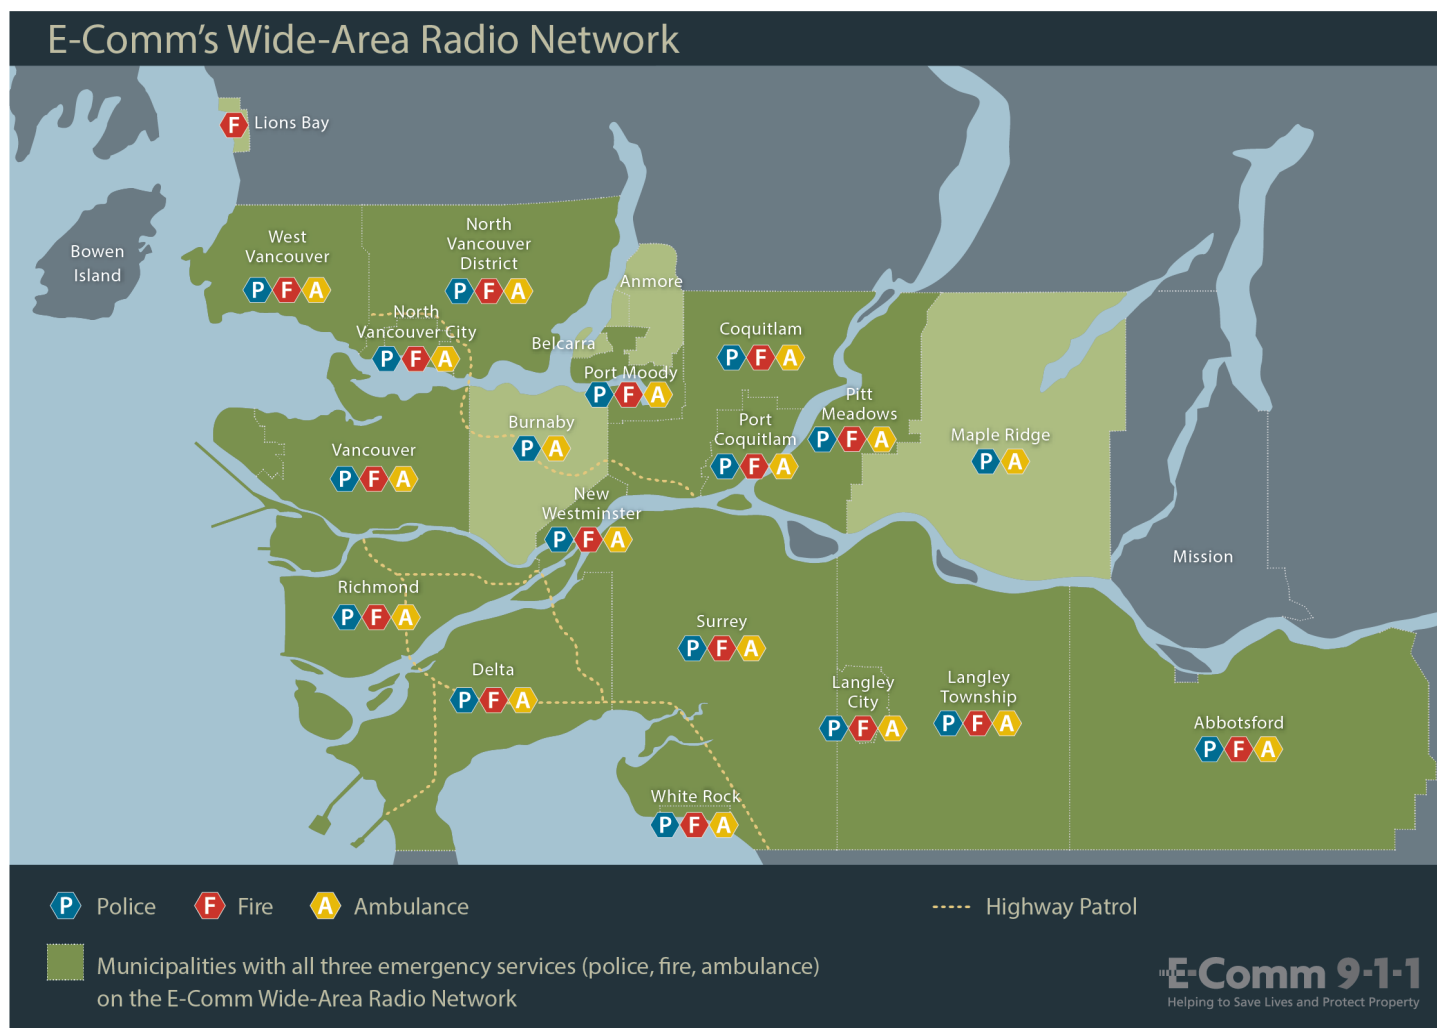 E-Comm’s Wide-Area Radio Network
F Lions Bay
Bowen
Island
West
Vancouver
P F A
North
Vancouver
District
P F A
North
Vancouver City
P F A
Anmore
Belcarra
Port Moody
P F A
Coquitlam
P F A
Pitt
Meadows
P F A
Port
Coquitlam
P F A
Maple Ridge
P A
Burnaby
P A
Vancouver
P F A
New
Westminster
P F A
Mission
Richmond
P F A
Surrey
P F A
Delta
P F A
Langley
City
P F A
Langley
Township
P F A
Abbotsford
P F A
White Rock
P F A
P Police F Fire A Ambulance
Highway Patrol
Municipalities with all three emergency services (police, fire, ambulance)
on the E-Comm Wide-Area Radio Network
E-Comm 9-1-1
Helping to Save Lives and Protect Property